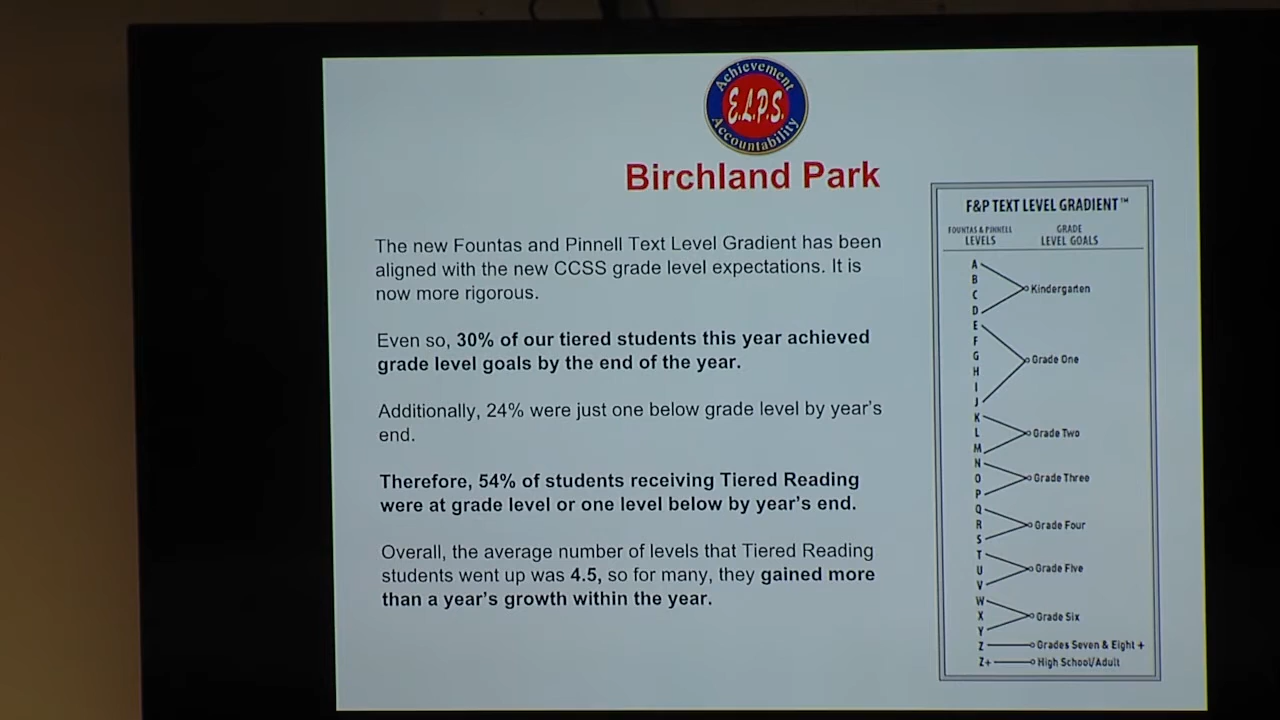 Achievement
E.L.P.S.
Accountability
Birchland Park
The new Fountas and Pinnell Text Level Gradient has been
aligned with the new CCSS grade level expectations. It is
now more rigorous.
Even so, 30% of our tiered students this year achieved
grade level goals by the end of the year.
Additionally, 24% were just one below grade level by year's
end.
Therefore, 54% of students receiving Tiered Reading
were at grade level or one level below by year's end.
Overall, the average number of levels that Tiered Reading
students went up was 4.5, so for many, they gained more
than a year's growth within the year.
F&P TEXT LEVEL GRADIENT™
FOUNTAS & PINNELL
LEVELS
GRADE
LEVEL GOALS
A
B
C
D
Kindergarten
E
F
G
H
I
J
Grade One
K
L
M
Grade Two
N
O
P
Grade Three
Q
R
S
Grade Four
T
U
V
Grade Five
W
X
Y
Grade Six
Z
Grades Seven & Eight +
Z+
High School/Adult